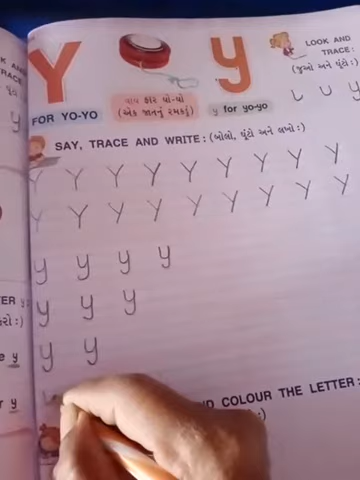 Y
y
LOOK AND
TRACE:
(જુઓ અને ઘૂંટો:)
FOR YO-YO
વાય ફોર યો-યો
(એક જાતનું રમકડું)
y for yo-yo
y
SAY, TRACE AND WRITE: (બોલો, ઘૂંટો અને લખો:)
Y Y Y Y Y Y Y Y Y
Y Y Y Y Y Y Y Y Y
y y y y
y y y
y y
COLOUR THE LETTER: